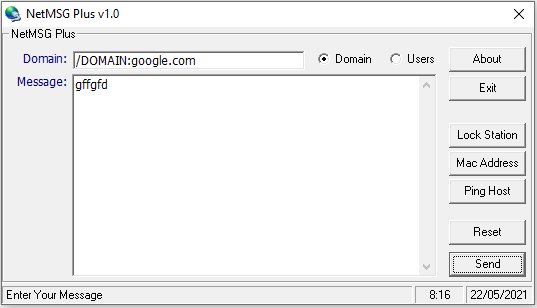 NetMSG Plus v1.0
NetMSG Plus
Domain: /DOMAIN:google.com Domain Users About
Message: gffgfd
Exit
Lock Station
Mac Address
Ping Host
Reset
Send
Enter Your Message 8:16 22/05/2021